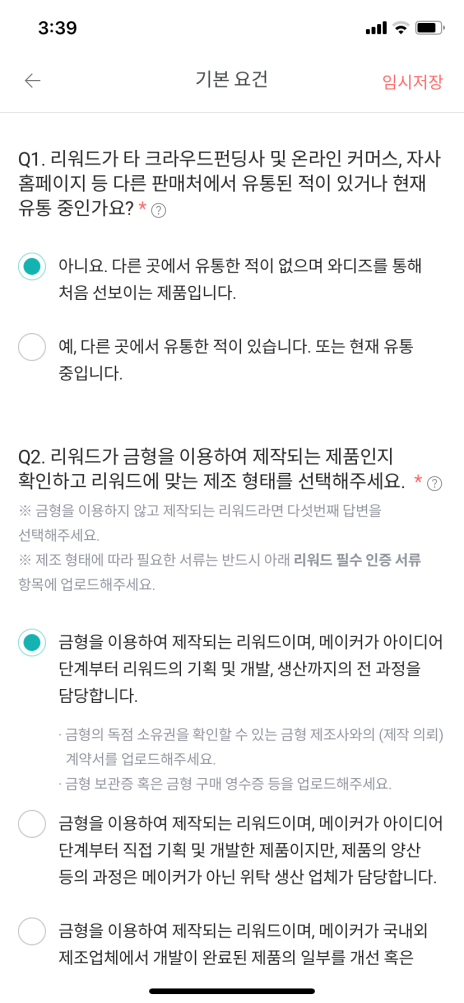 3:39
기본 요건
임시저장
Q1. 리워드가 타 크라우드펀딩사 및 온라인 커머스, 자사
홈페이지 등 다른 판매처에서 유통된 적이 있거나 현재
유통 중인가요? * ?
아니요. 다른 곳에서 유통한 적이 없으며 와디즈를 통해
처음 선보이는 제품입니다.
예, 다른 곳에서 유통한 적이 있습니다. 또는 현재 유통
중입니다.
Q2. 리워드가 금형을 이용하여 제작되는 제품인지
확인하고 리워드에 맞는 제조 형태를 선택해주세요. * ?
※ 금형을 이용하지 않고 제작되는 리워드라면 다섯번째 답변을
선택해주세요.
※ 제조 형태에 따라 필요한 서류는 반드시 아래 리워드 필수 인증 서류
항목에 업로드해주세요.
금형을 이용하여 제작되는 리워드이며, 메이커가 아이디어
단계부터 리워드의 기획 및 개발, 생산까지의 전 과정을
담당합니다.
· 금형의 독점 소유권을 확인할 수 있는 금형 제조사와의 (제작 의뢰)
계약서를 업로드해주세요.
· 금형 보관증 혹은 금형 구매 영수증 등을 업로드해주세요.
금형을 이용하여 제작되는 리워드이며, 메이커가 아이디어
단계부터 직접 기획 및 개발한 제품이지만, 제품의 양산
등의 과정은 메이커가 아닌 위탁 생산 업체가 담당합니다.
금형을 이용하여 제작되는 리워드이며, 메이커가 국내외
제조업체에서 개발이 완료된 제품의 일부를 개선 혹은